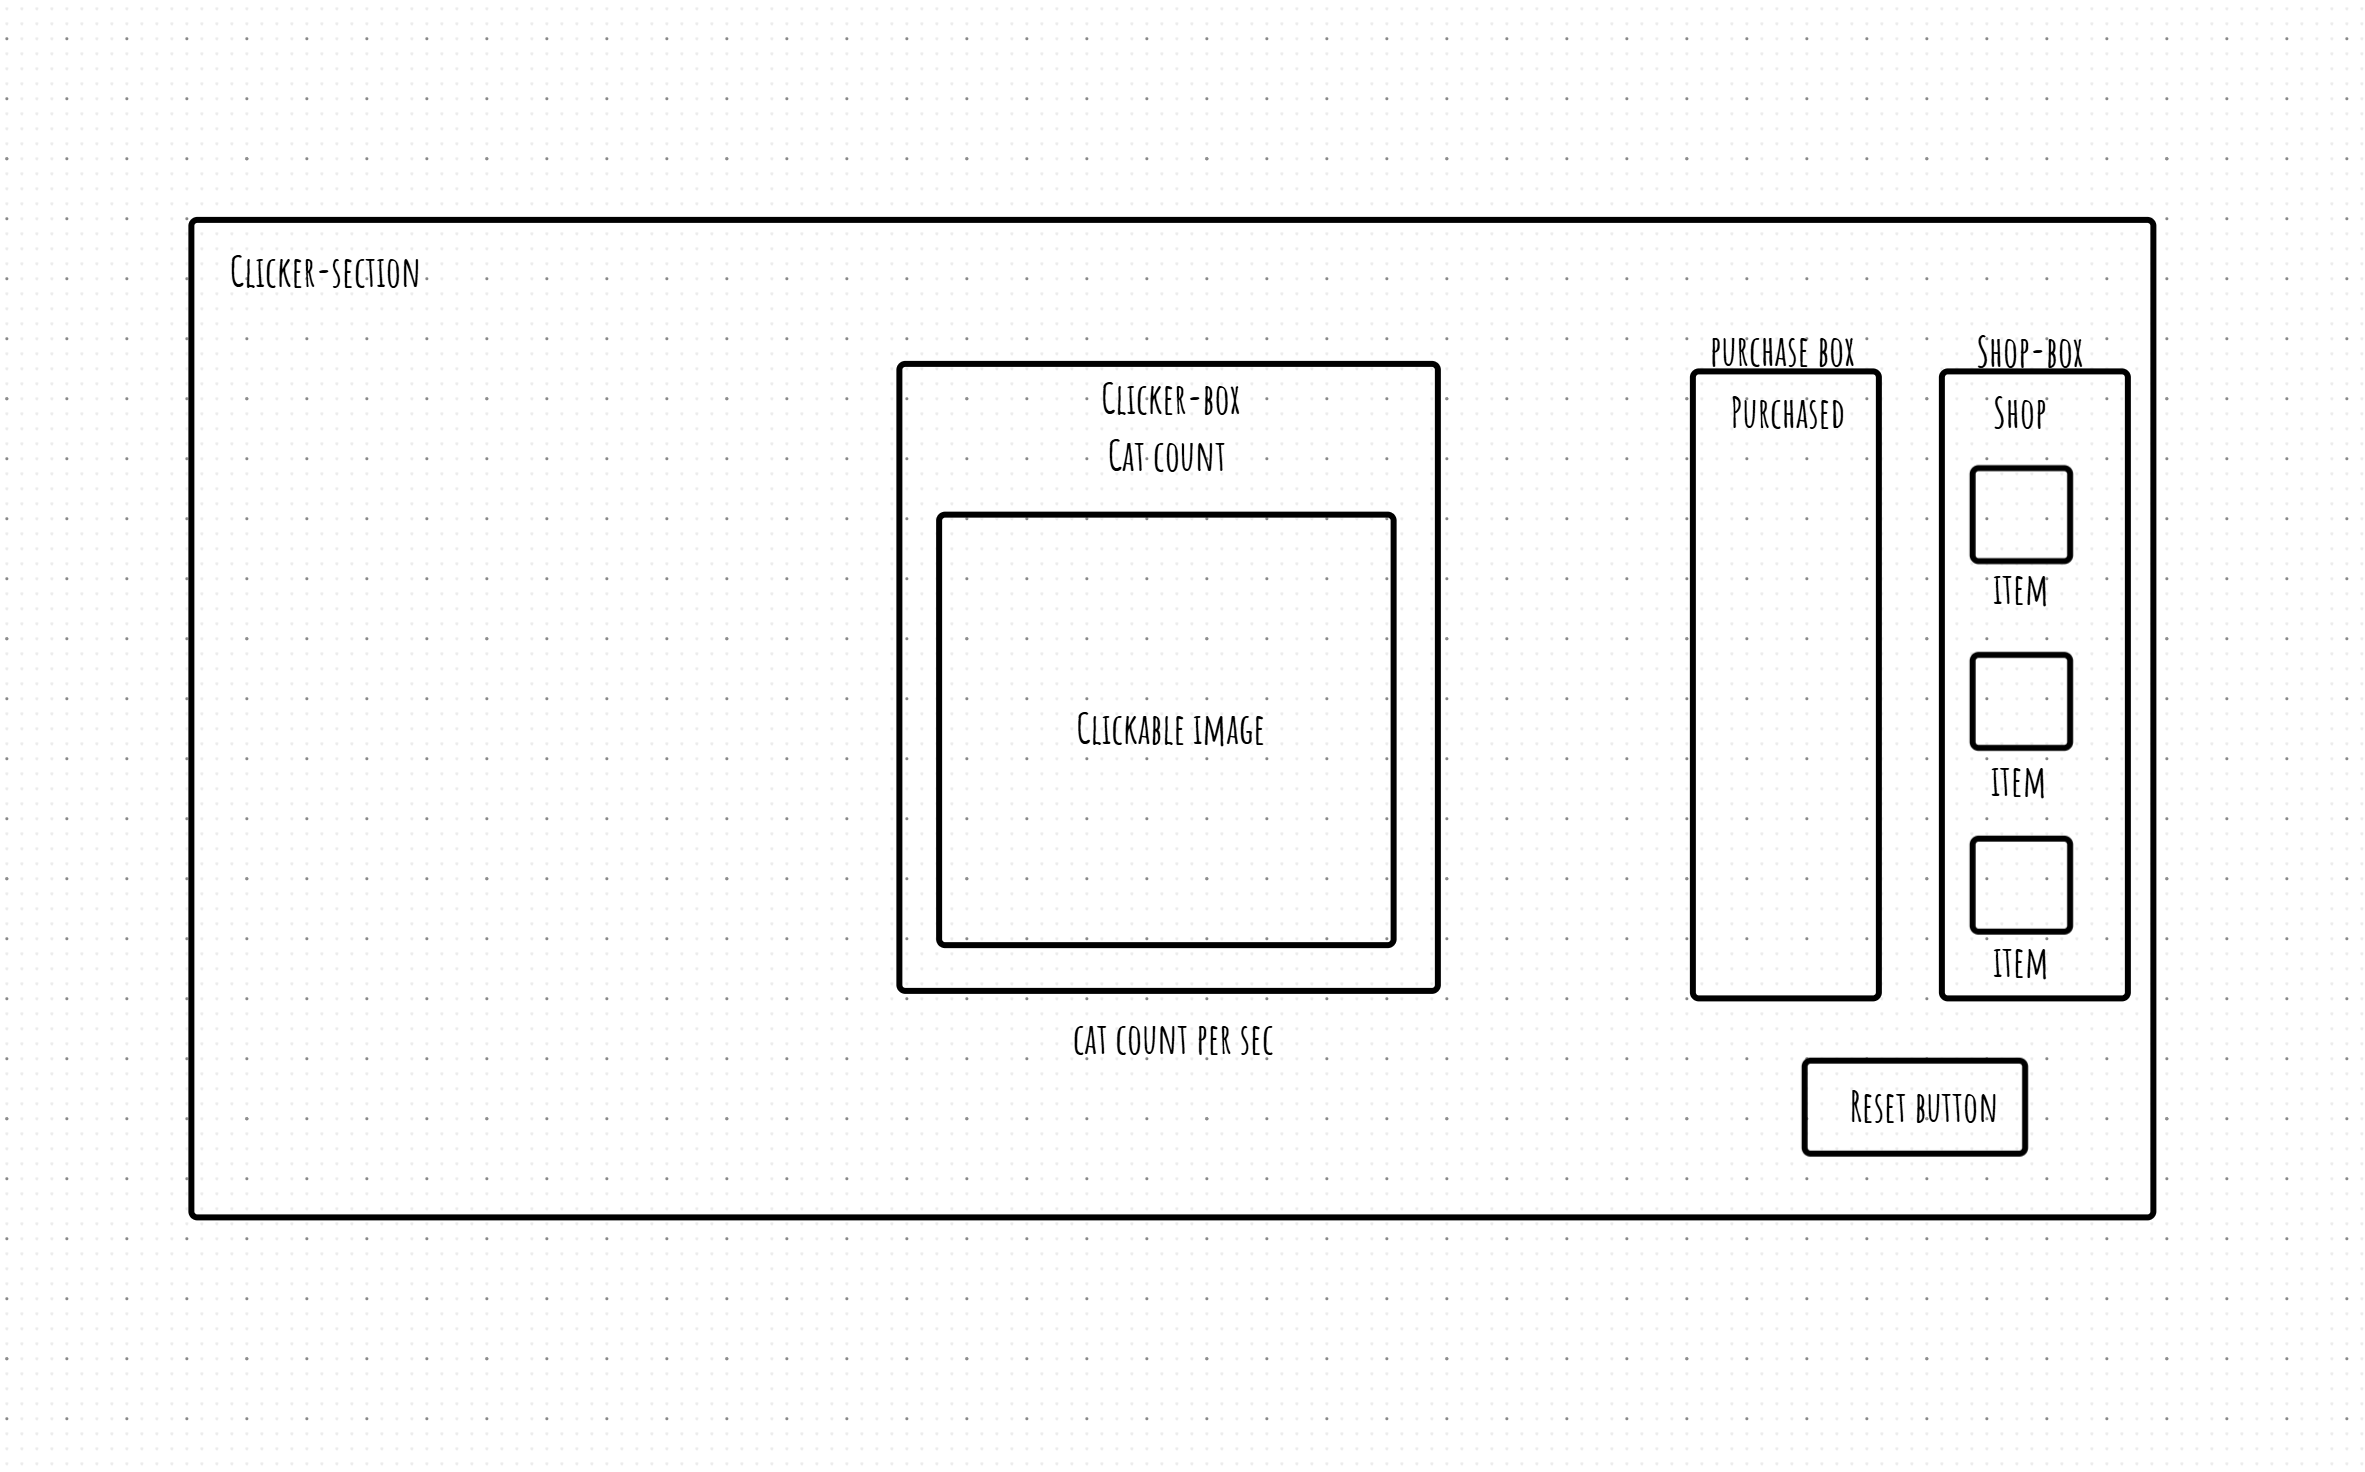 Clicker-section
Clicker-box
Cat count
Clickable image
cat count per sec
purchase box
Purchased
Shop-box
Shop
item
item
item
Reset button